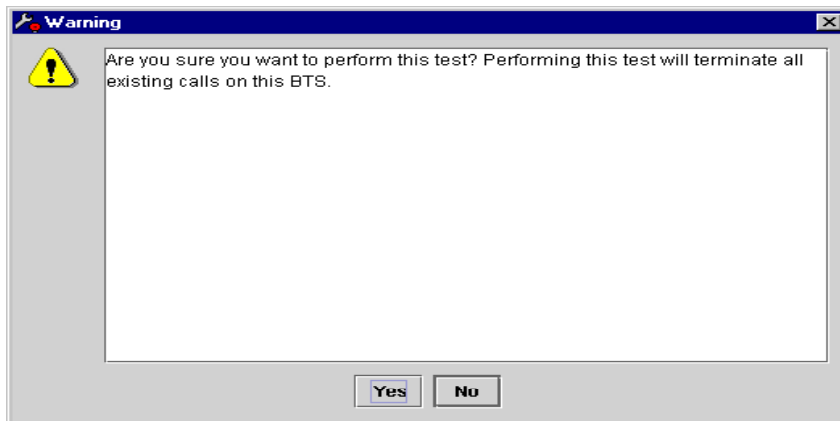 Warning
Are you sure you want to perform this test? Performing this test will terminate all
existing calls on this BTS.
Yes No